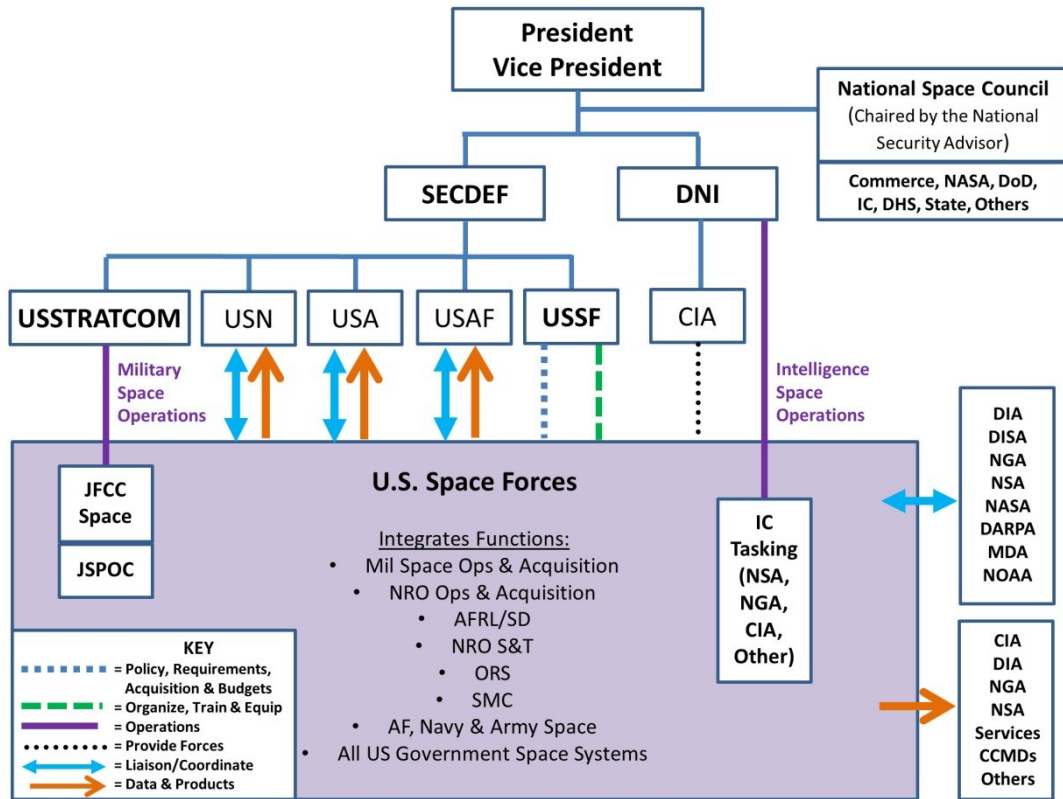 President
Vice President
National Space Council
(Chaired by the National
Security Advisor)
Commerce, NASA, DoD,
IC, DHS, State, Others
SECDEF
DNI
USSTRATCOM
USN
USA
USAF
USSF
CIA
Military
Space
Operations
Intelligence
Space
Operations
U.S. Space Forces
Integrates Functions:
• Mil Space Ops & Acquisition
• NRO Ops & Acquisition
• AFRL/SD
• NRO S&T
• ORS
• SMC
• AF, Navy & Army Space
• All US Government Space Systems
JFCC
Space
JSPOC
IC
Tasking
(NSA,
NGA,
CIA,
Other)
DIA
DISA
NGA
NSA
NASA
DARPA
MDA
NOAA
CIA
DIA
NGA
NSA
Services
CCMDs
Others
KEY
= Policy, Requirements,
Acquisition & Budgets
= Organize, Train & Equip
= Operations
= Provide Forces
= Liaison/Coordinate
= Data & Products